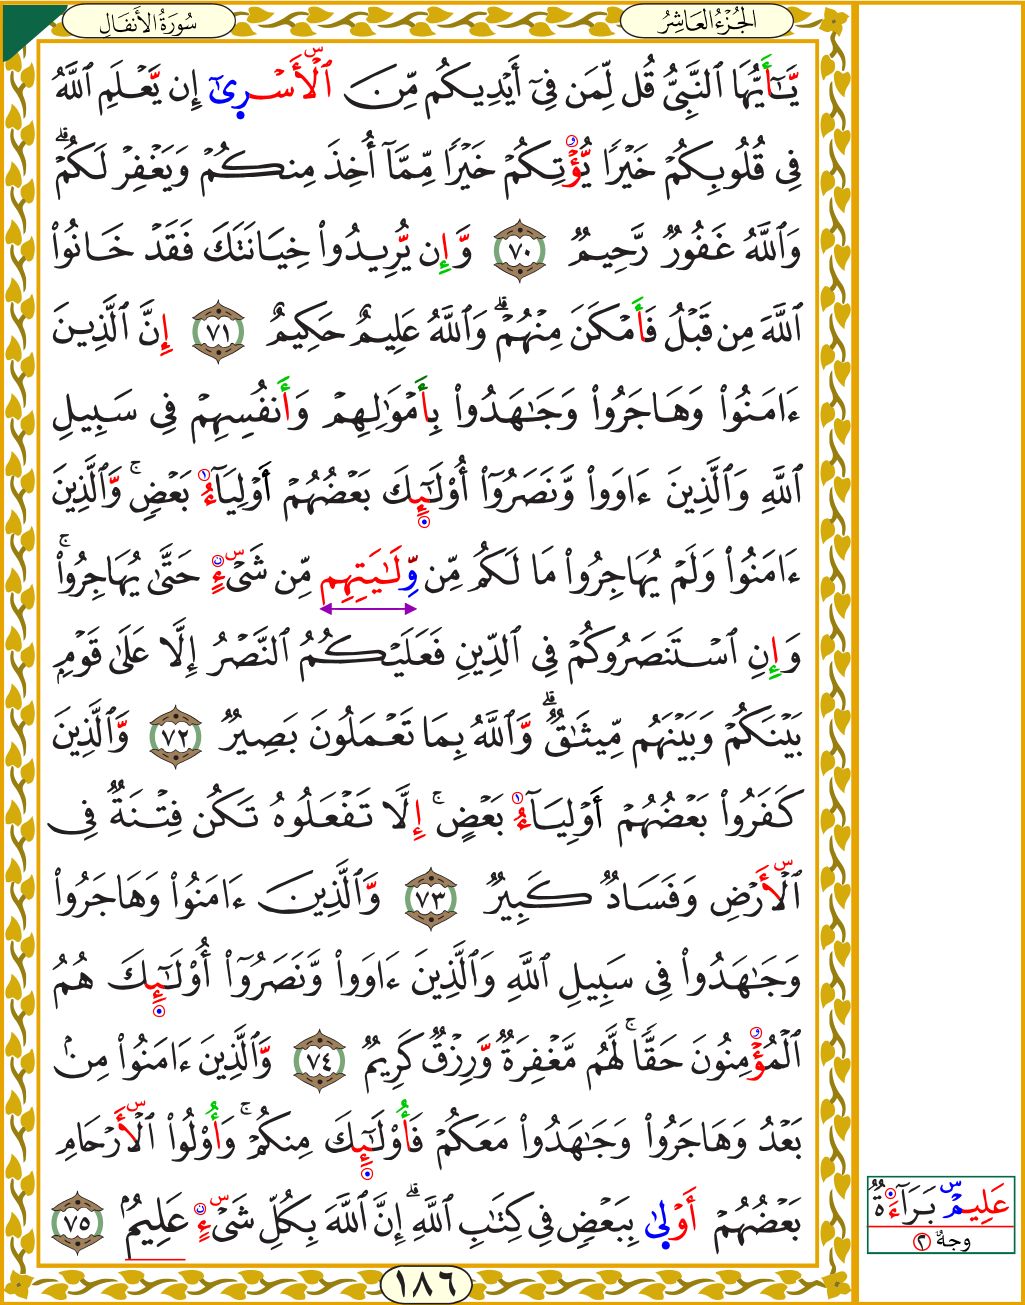 سُورَةُ الأَنفَال
الجُزْءُ العَاشِرُ
يَٰٓأَيُّهَا ٱلنَّبِيُّ قُل لِّمَن فِيٓ أَيۡدِيكُم مِّنَ ٱلۡأَسۡرَىٰٓ إِن يَعۡلَمِ ٱللَّهُ
فِي قُلُوبِكُمۡ خَيۡرٗا يُؤۡتِكُمۡ خَيۡرٗا مِّمَّآ أُخِذَ مِنكُمۡ وَيَغۡفِرۡ لَكُمۡۗ
وَٱللَّهُ غَفُورٞ رَّحِيمٞ ٧٠ وَإِن يُرِيدُواْ خِيَانَتَكَ فَقَدۡ خَانُواْ
ٱللَّهَ مِن قَبۡلُ فَأَمۡكَنَ مِنۡهُمۡۗ وَٱللَّهُ عَلِيمٌ حَكِيمٌ ٧١ إِنَّ ٱلَّذِينَ
ءَامَنُواْ وَهَاجَرُواْ وَجَٰهَدُواْ بِأَمۡوَٰلِهِمۡ وَأَنفُسِهِمۡ فِي سَبِيلِ
ٱللَّهِ وَٱلَّذِينَ ءَاوَواْ وَّنَصَرُوٓاْ أُوْلَٰٓئِكَ بَعۡضُهُمۡ أَوۡلِيَآءُ بَعۡضٖۚ وَٱلَّذِينَ
ءَامَنُواْ وَلَمۡ يُهَاجِرُواْ مَا لَكُم مِّن وِلَٰيَتِهِم مِّن شَيۡءٍ حَتَّىٰ يُهَاجِرُواْۚ
وَإِنِ ٱسۡتَنصَرُوكُمۡ فِي ٱلدِّينِ فَعَلَيۡكُمُ ٱلنَّصۡرُ إِلَّا عَلَىٰ قَوۡمِۭ
بَيۡنَكُمۡ وَبَيۡنَهُم مِّيثَٰقٞۗ وَٱللَّهُ بِمَا تَعۡمَلُونَ بَصِيرٞ ٧٢ وَٱلَّذِينَ
كَفَرُواْ بَعۡضُهُمۡ أَوۡلِيَآءُ بَعۡضٍۚ إِلَّا تَفۡعَلُوهُ تَكُن فِتۡنَةٞ فِي
ٱلۡأَرۡضِ وَفَسَادٞ كَبِيرٞ ٧٣ وَٱلَّذِينَ ءَامَنُواْ وَهَاجَرُواْ
وَجَٰهَدُواْ فِي سَبِيلِ ٱللَّهِ وَٱلَّذِينَ ءَاوَواْ وَّنَصَرُوٓاْ أُوْلَٰٓئِكَ هُمُ
ٱلۡمُؤۡمِنُونَ حَقّٗاۚ لَّهُم مَّغۡفِرَةٞ وَرِزۡقٞ كَرِيمٞ ٧٤ وَٱلَّذِينَ ءَامَنُواْ مِنۢ
بَعۡدُ وَهَاجَرُواْ وَجَٰهَدُواْ مَعَكُمۡ فَأُوْلَٰٓئِكَ مِنكُمۡۚ وَأُوْلُواْ ٱلۡأَرۡحَامِ
بَعۡضُهُمۡ أَوۡلَىٰ بِبَعۡضٖ فِي كِتَٰبِ ٱللَّهِۗ إِنَّ ٱللَّهَ بِكُلِّ شَيۡءٍ عَلِيمُۢ ٧٥
عَلِيمٌ بَرَآءَةٞ
وجهٌ ٢
١٨٦